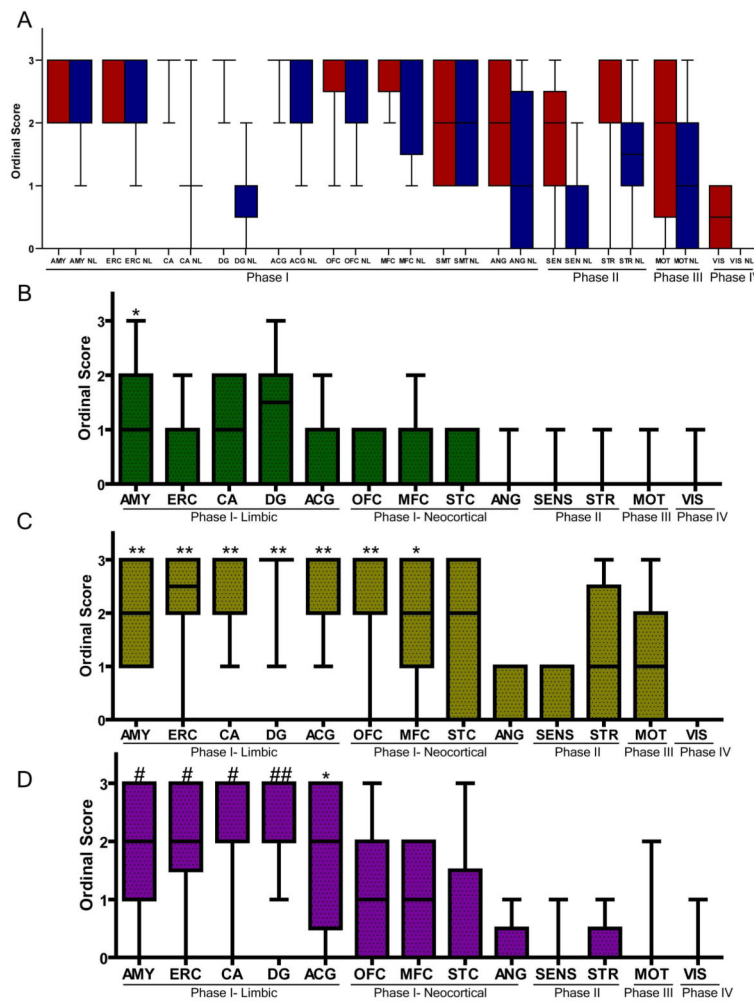 A
Ordinal Score
3
2
1
0
AMY AMY NL ERC ERC NL CA CA NL DG DG NL ACG ACG NL OFC OFC NL MFC MFC NL SMT SMT NL ANG ANG NL SEN SEN NL STR STR NL MOT MOT NL VIS VIS NL
Phase I Phase II Phase III Phase IV
B
Ordinal Score
3
2
1
0
*
AMY ERC CA DG ACG OFC MFC STC ANG SENS STR MOT VIS
Phase I- Limbic Phase I- Neocortical Phase II Phase III Phase IV
C
Ordinal Score
3
2
1
0
** ** ** ** ** ** *
AMY ERC CA DG ACG OFC MFC STC ANG SENS STR MOT VIS
Phase I- Limbic Phase I- Neocortical Phase II Phase III Phase IV
D
Ordinal Score
3
2
1
0
# # # ## *
AMY ERC CA DG ACG OFC MFC STC ANG SENS STR MOT VIS
Phase I- Limbic Phase I- Neocortical Phase II Phase III Phase IV